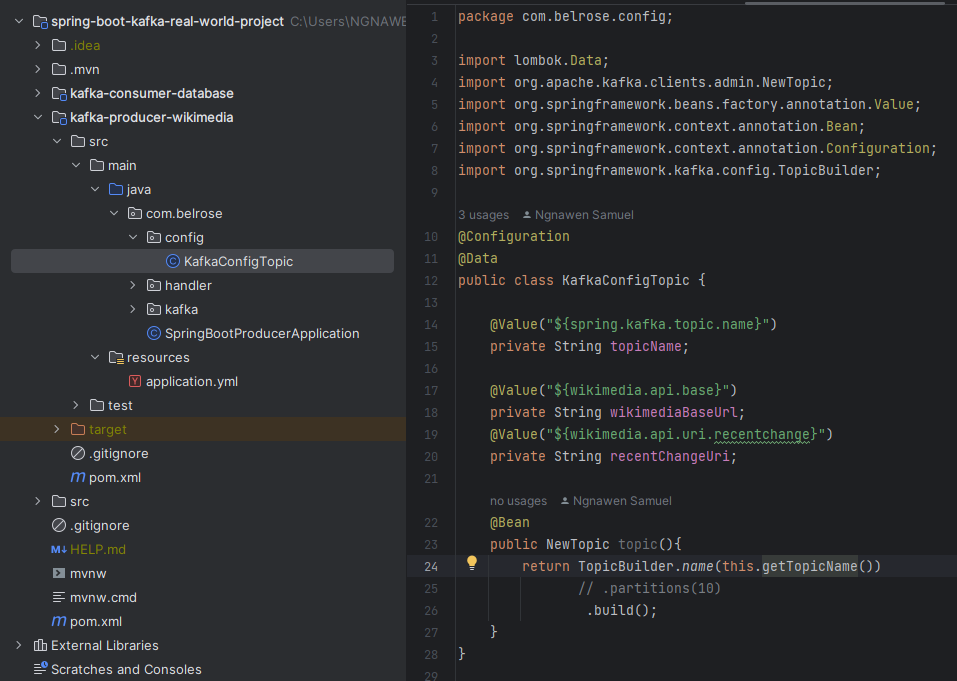 spring-boot-kafka-real-world-project C:\Users\NGNAWE
.idea
.mvn
kafka-consumer-database
kafka-producer-wikimedia
src
main
java
com.belrose
config
KafkaConfigTopic
handler
kafka
SpringBootProducerApplication
resources
application.yml
test
target
.gitignore
pom.xml
src
.gitignore
HELP.md
mvnw
mvnw.cmd
pom.xml
External Libraries
Scratches and Consoles
1 package com.belrose.config;
2
3 import lombok.Data;
4 import org.apache.kafka.clients.admin.NewTopic;
5 import org.springframework.beans.factory.annotation.Value;
6 import org.springframework.context.annotation.Bean;
7 import org.springframework.context.annotation.Configuration;
8 import org.springframework.kafka.config.TopicBuilder;
9
3 usages Ngnawen Samuel
10 @Configuration
11 @Data
12 public class KafkaConfigTopic {
13
14 @Value("${spring.kafka.topic.name}")
15 private String topicName;
16
17 @Value("${wikimedia.api.base}")
18 private String wikimediaBaseUrl;
19 @Value("${wikimedia.api.uri.recentchange}")
20 private String recentChangeUri;
21
no usages Ngnawen Samuel
22 @Bean
23 public NewTopic topic(){
24 return TopicBuilder.name(this.getTopicName())
25 // .partitions(10)
26 .build();
27 }
28 }
29